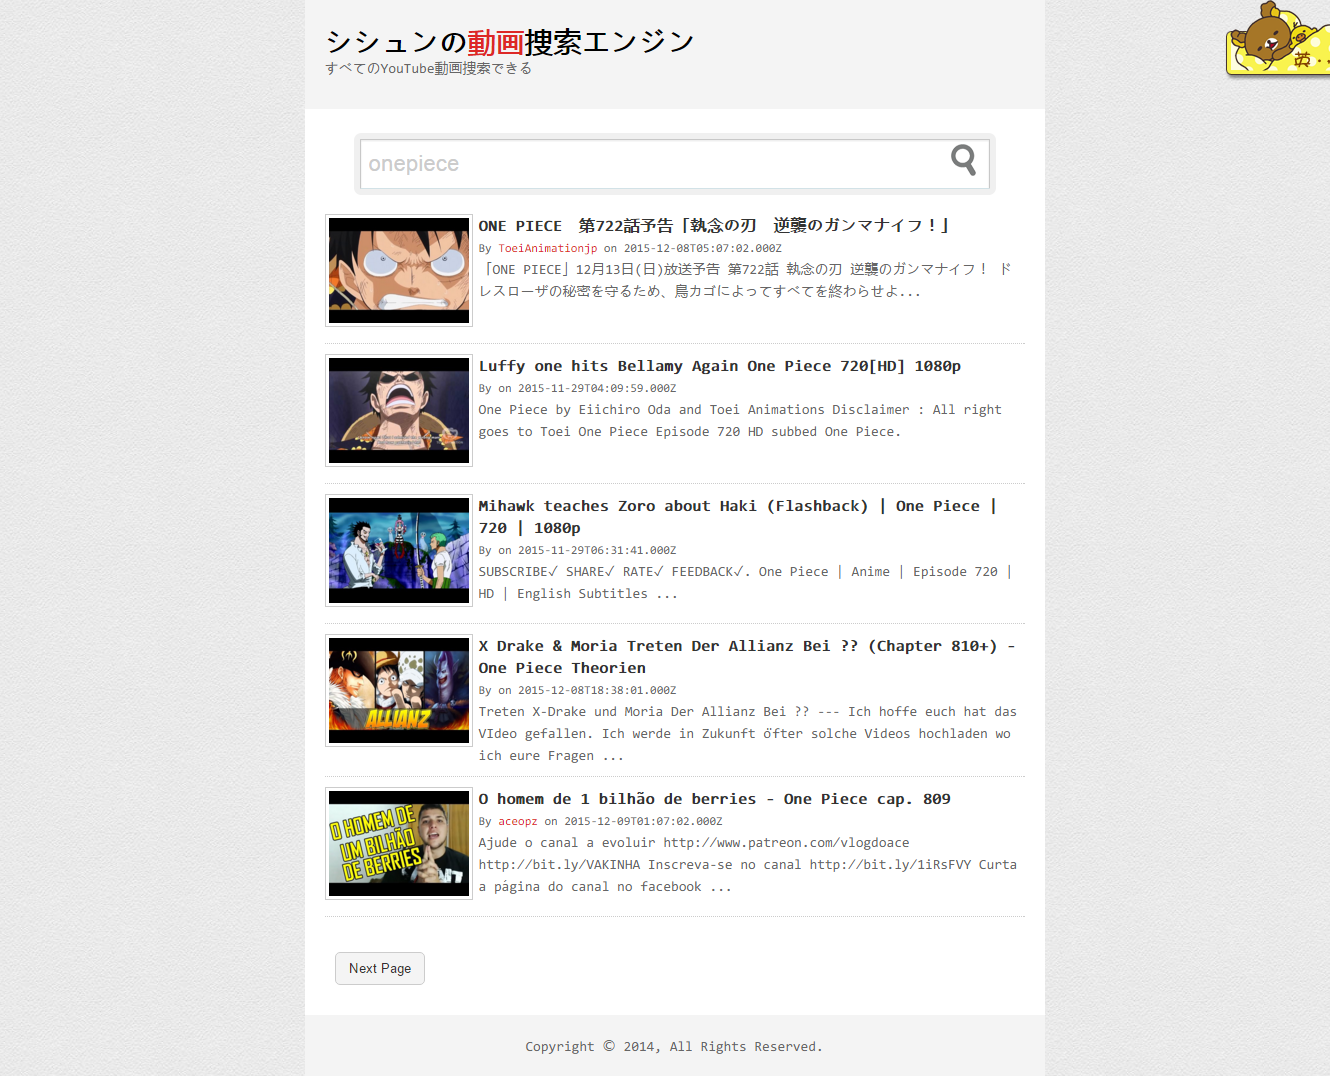 シシュンの動画捜索エンジン
すべてのYouTube動画捜索できる
英..
onepiece
ONE PIECE　第722話予告「執念の刃　逆襲のガンマナイフ！」
By ToeiAnimationjp on 2015-12-08T05:07:02.000Z
「ONE PIECE」12月13日(日)放送予告 第722話 執念の刃 逆襲のガンマナイフ！ ド
レスローザの秘密を守るため、鳥カゴによってすべてを終わらせよ...
Luffy one hits Bellamy Again One Piece 720[HD] 1080p
By on 2015-11-29T04:09:59.000Z
One Piece by Eiichiro Oda and Toei Animations Disclaimer : All right
goes to Toei One Piece Episode 720 HD subbed One Piece.
Mihawk teaches Zoro about Haki (Flashback) | One Piece |
720 | 1080p
By on 2015-11-29T06:31:41.000Z
SUBSCRIBE✓ SHARE✓ RATE✓ FEEDBACK✓. One Piece | Anime | Episode 720 |
HD | English Subtitles ...
ALLIANZ
X Drake & Moria Treten Der Allianz Bei ?? (Chapter 810+) -
One Piece Theorien
By on 2015-12-08T18:38:01.000Z
Treten X-Drake und Moria Der Allianz Bei ?? --- Ich hoffe euch hat das
VIdeo gefallen. Ich werde in Zukunft öfter solche Videos hochladen wo
ich eure Fragen ...
O HOMEM DE
UM BILHÃO
DE BERRIES
O homem de 1 bilhão de berries - One Piece cap. 809
By aceopz on 2015-12-09T01:07:02.000Z
Ajude o canal a evoluir http://www.patreon.com/vlogdoace
http://bit.ly/VAKINHA Inscreva-se no canal http://bit.ly/1iRsFVY Curta
a página do canal no facebook ...
Next Page
Copyright © 2014, All Rights Reserved.